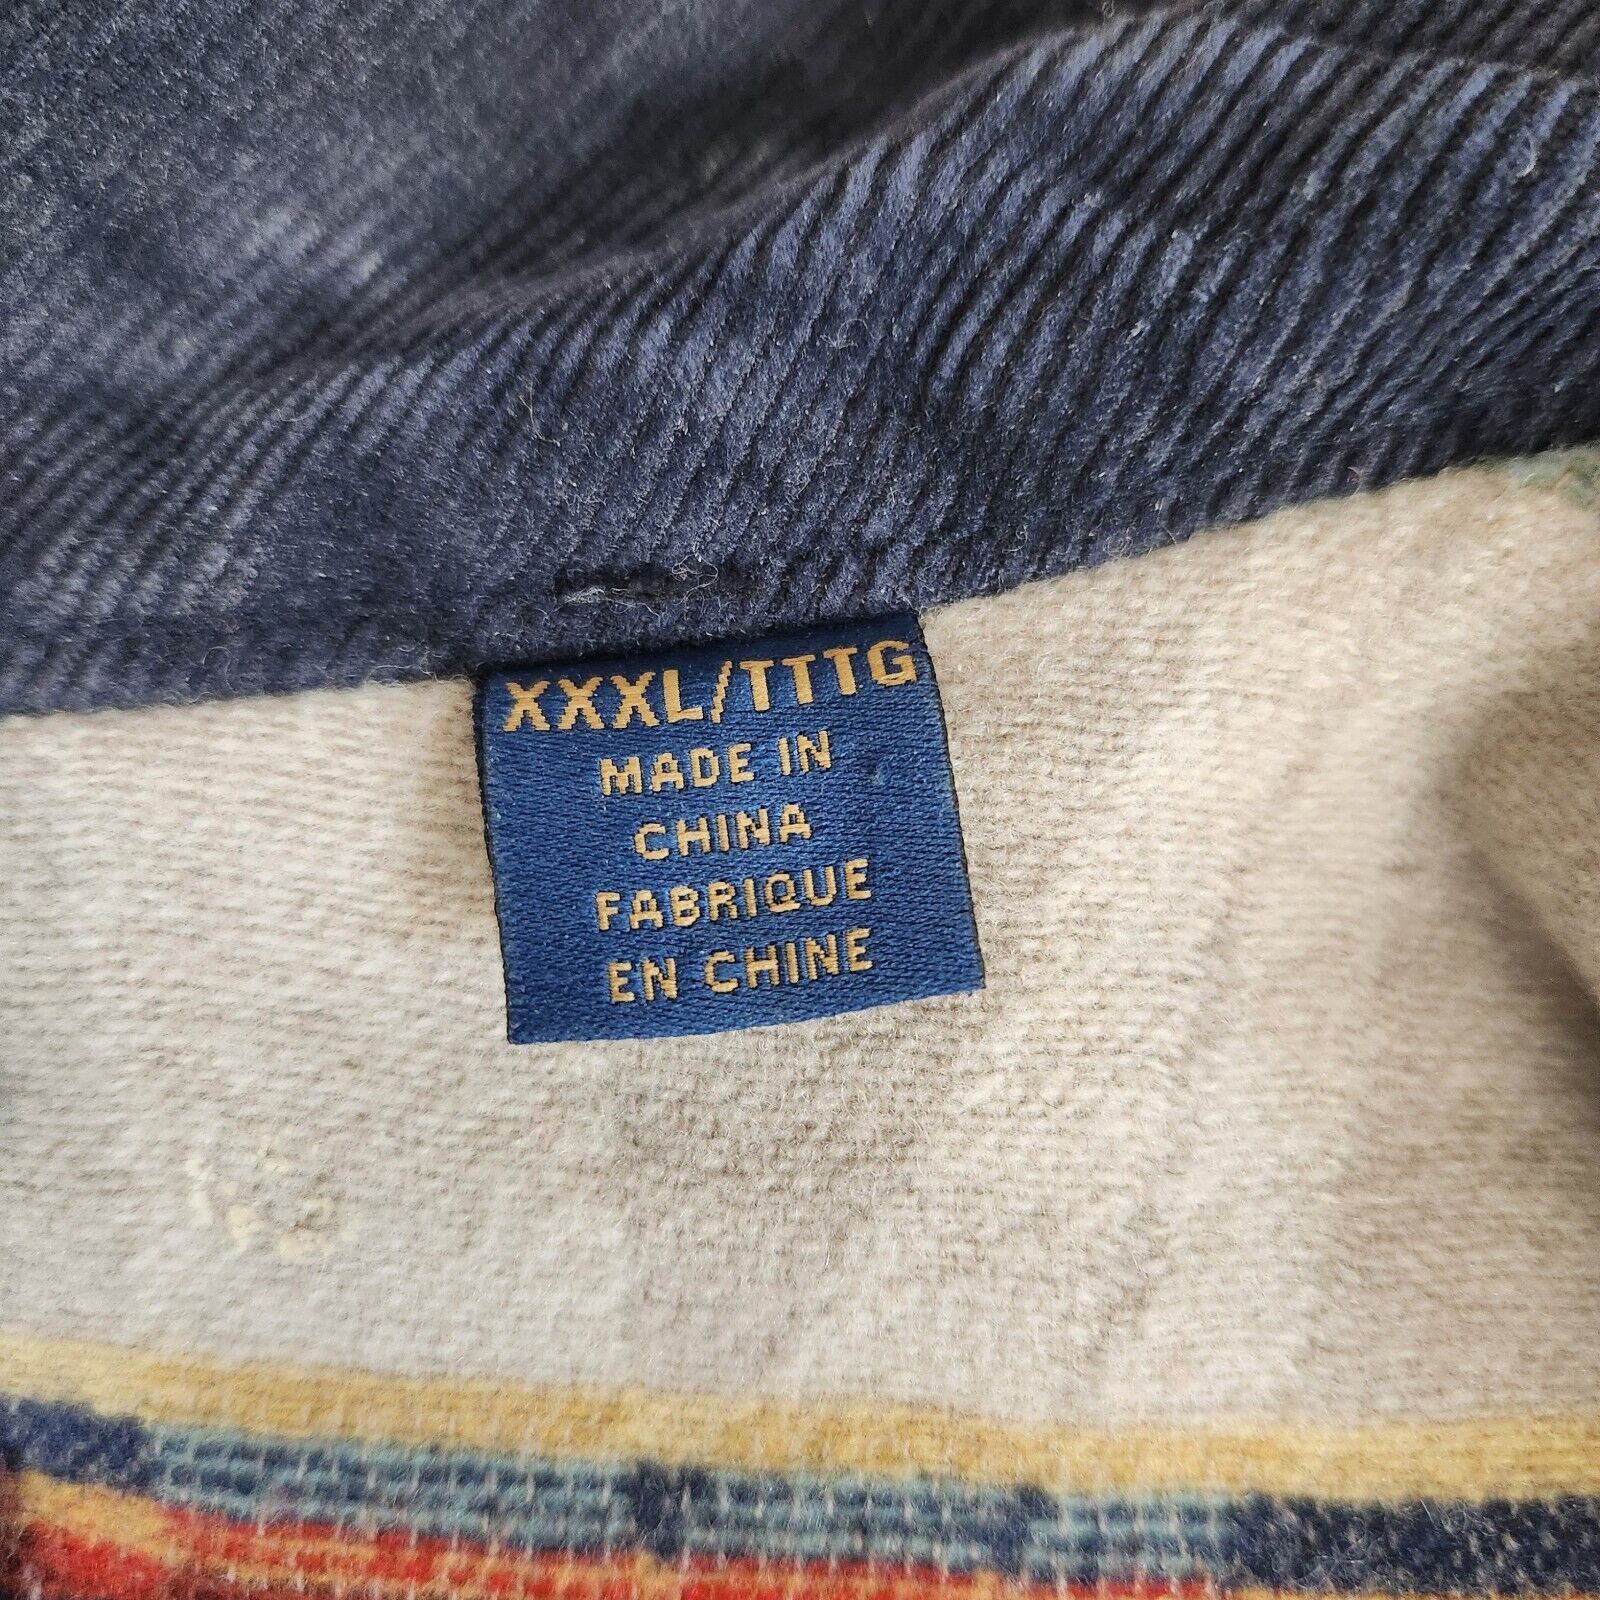 XXXL/TTTG
MADE IN
CHINA
FABRIQUE
EN CHINE